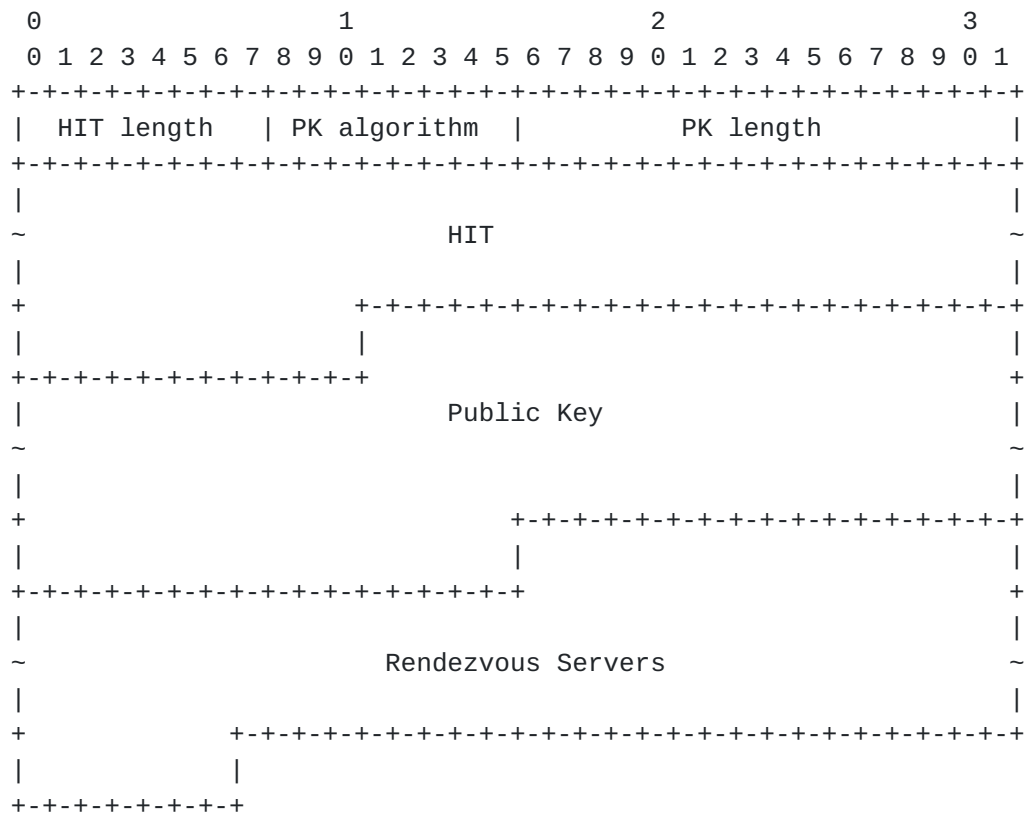 0                   1                   2                   3
 0 1 2 3 4 5 6 7 8 9 0 1 2 3 4 5 6 7 8 9 0 1 2 3 4 5 6 7 8 9 0 1
+-+-+-+-+-+-+-+-+-+-+-+-+-+-+-+-+-+-+-+-+-+-+-+-+-+-+-+-+-+-+-+-+
|  HIT length   | PK algorithm  |          PK length            |
+-+-+-+-+-+-+-+-+-+-+-+-+-+-+-+-+-+-+-+-+-+-+-+-+-+-+-+-+-+-+-+-+
|                                                               |
~                           HIT                                 ~
|                                                               |
+                     +-+-+-+-+-+-+-+-+-+-+-+-+-+-+-+-+-+-+-+-+-+
|                     |                                         |
+-+-+-+-+-+-+-+-+-+-+-+                                         +
|                           Public Key                          |
~                                                               ~
|                                                               |
+                               +-+-+-+-+-+-+-+-+-+-+-+-+-+-+-+-+
|                               |                               |
+-+-+-+-+-+-+-+-+-+-+-+-+-+-+-+-+                               +
|                                                               |
~                       Rendezvous Servers                      ~
|                                                               |
+             +-+-+-+-+-+-+-+-+-+-+-+-+-+-+-+-+-+-+-+-+-+-+-+-+-+
|             |
+-+-+-+-+-+-+-+